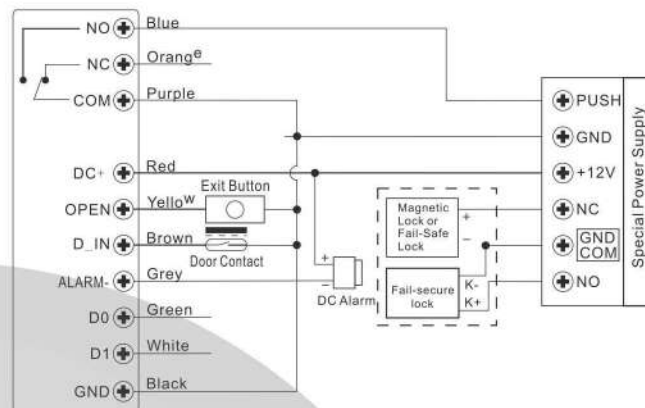 NO Blue
NC Orange
COM Purple
PUSH
GND
DC+ Red
+12V
Exit Button
OPEN Yellow
Magnetic
Lock or
Fail-Safe
Lock
+
−
NC
D_IN Brown
Door Contact
GND
COM
ALARM- Grey
+
−
DC Alarm
Fail-secure
lock
K-
K+
NO
D0 Green
D1 White
GND Black
Special Power Supply